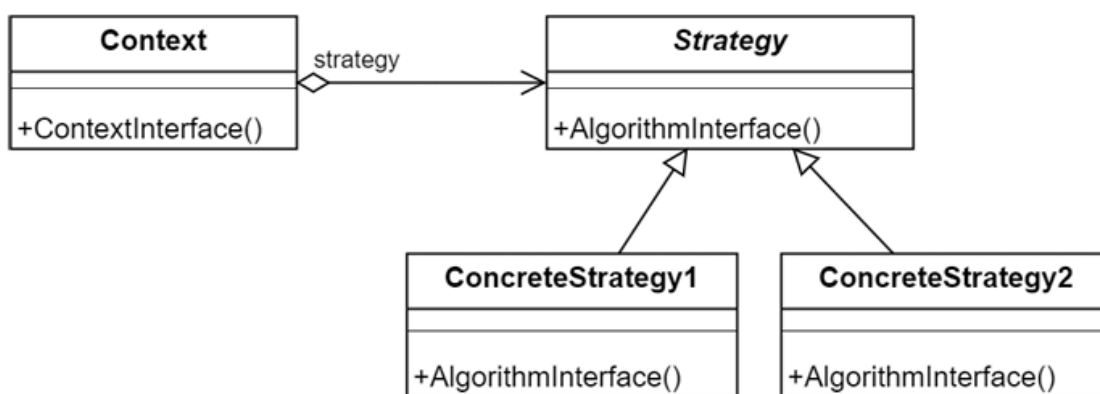 Context
Strategy
strategy
+ContextInterface()
+AlgorithmInterface()
ConcreteStrategy1
ConcreteStrategy2
+AlgorithmInterface()
+AlgorithmInterface()